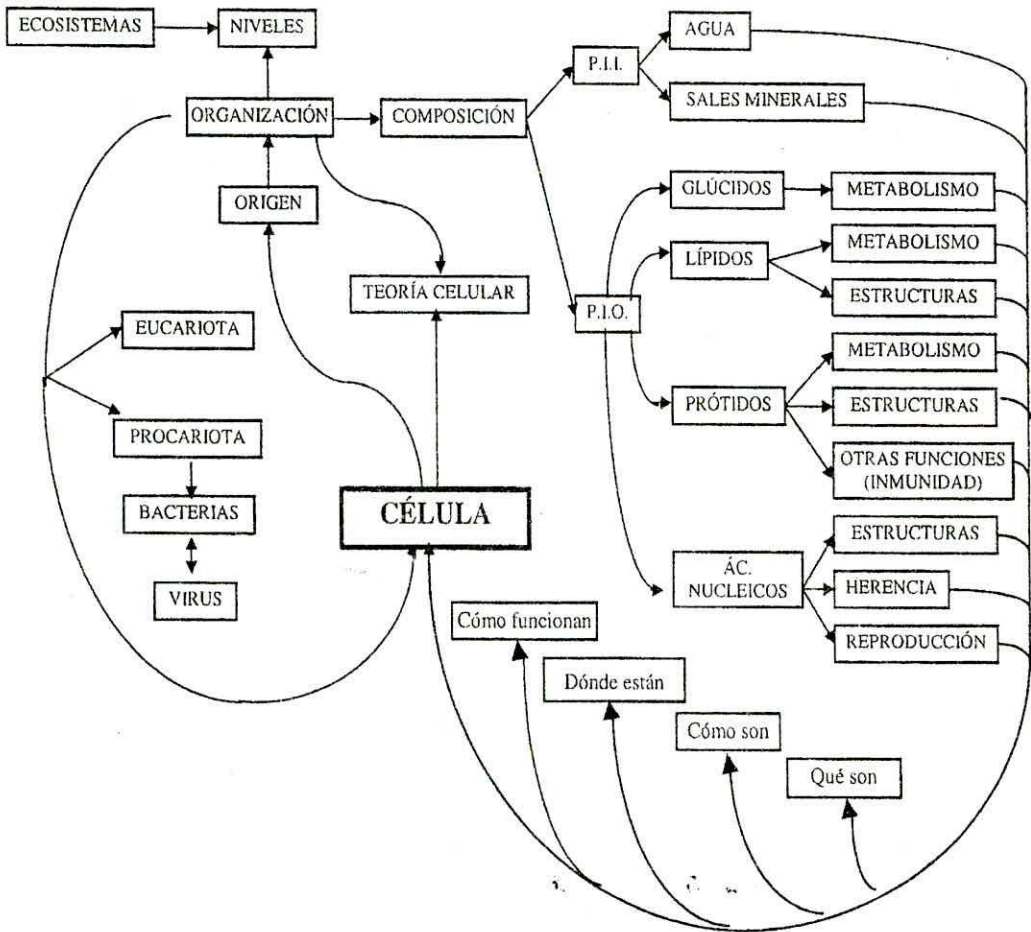 ECOSISTEMAS
NIVELES
AGUA
P.I.I.
SALES MINERALES
ORGANIZACIÓN
COMPOSICIÓN
ORIGEN
GLÚCIDOS
METABOLISMO
LÍPIDOS
METABOLISMO
ESTRUCTURAS
TEORÍA CELULAR
P.I.O.
EUCARIOTA
METABOLISMO
PRÓTIDOS
ESTRUCTURAS
OTRAS FUNCIONES
(INMUNIDAD)
PROCARIOTA
BACTERIAS
VIRUS
CÉLULA
ÁC.
NUCLEICOS
ESTRUCTURAS
HERENCIA
REPRODUCCIÓN
Cómo funcionan
Dónde están
Cómo son
Qué son